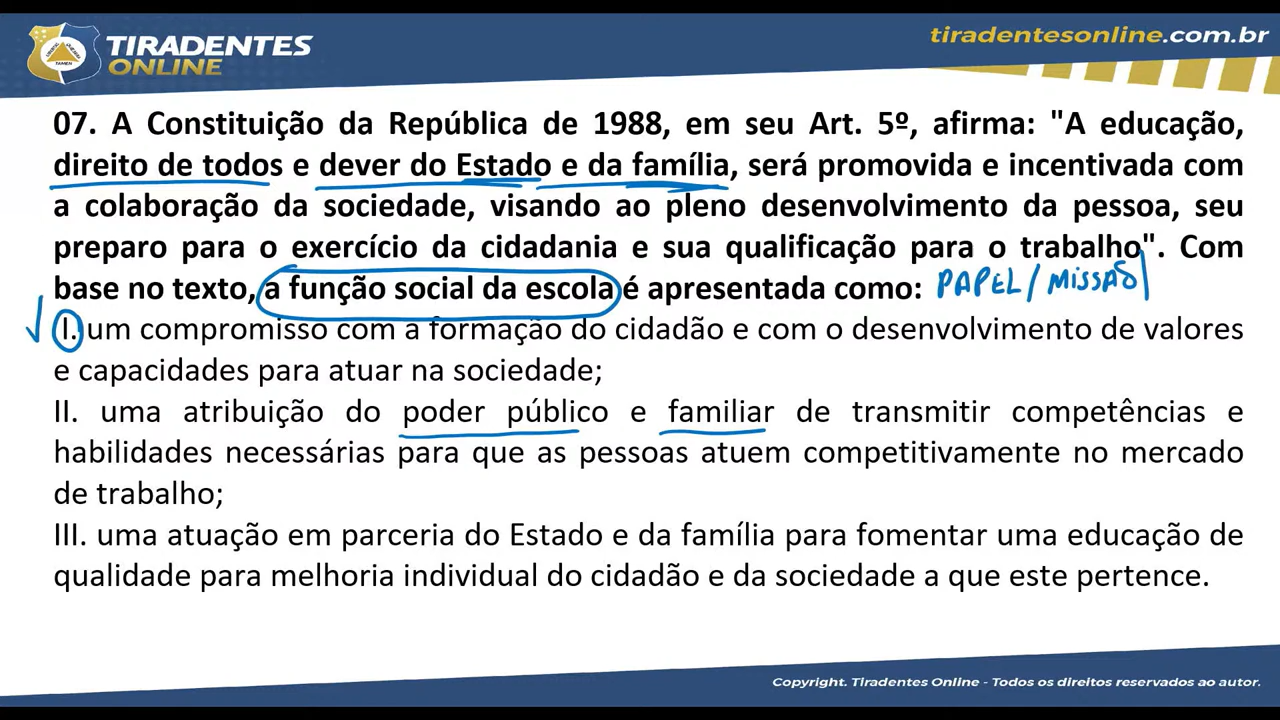 TIRADENTES
ONLINE
tiradentesonline.com.br
07. A Constituição da República de 1988, em seu Art. 5º, afirma: "A educação,
direito de todos e dever do Estado e da família, será promovida e incentivada com
a colaboração da sociedade, visando ao pleno desenvolvimento da pessoa, seu
preparo para o exercício da cidadania e sua qualificação para o trabalho". Com
base no texto, a função social da escola é apresentada como: PAPEL/MISSÃO
I. um compromisso com a formação do cidadão e com o desenvolvimento de valores
e capacidades para atuar na sociedade;
II. uma atribuição do poder público e familiar de transmitir competências e
habilidades necessárias para que as pessoas atuem competitivamente no mercado
de trabalho;
III. uma atuação em parceria do Estado e da família para fomentar uma educação de
qualidade para melhoria individual do cidadão e da sociedade a que este pertence.
Copyright. Tiradentes Online - Todos os direitos reservados ao autor.